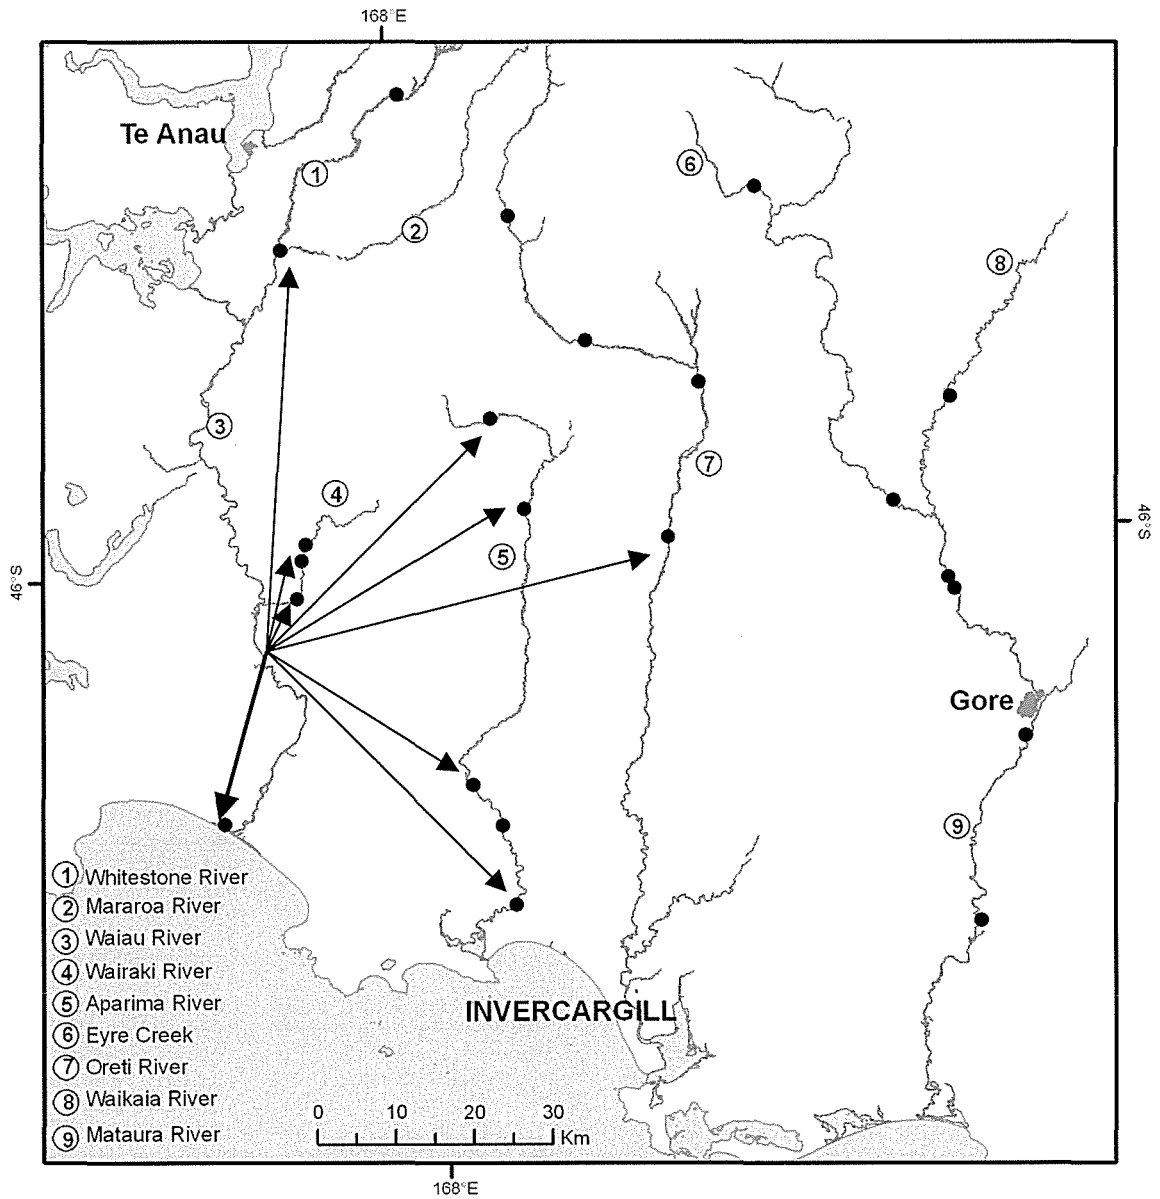 168°E
Te Anau
1
6
2
8
3
7
4
5
46°S
46°S
Gore
9
1 Whitestone River
2 Mararoa River
3 Waiau River
4 Wairaki River
5 Aparima River
INVERCARGILL
6 Eyre Creek
7 Oreti River
8 Waikaia River
9 Mataura River
0 10 20 30
Km
168°E